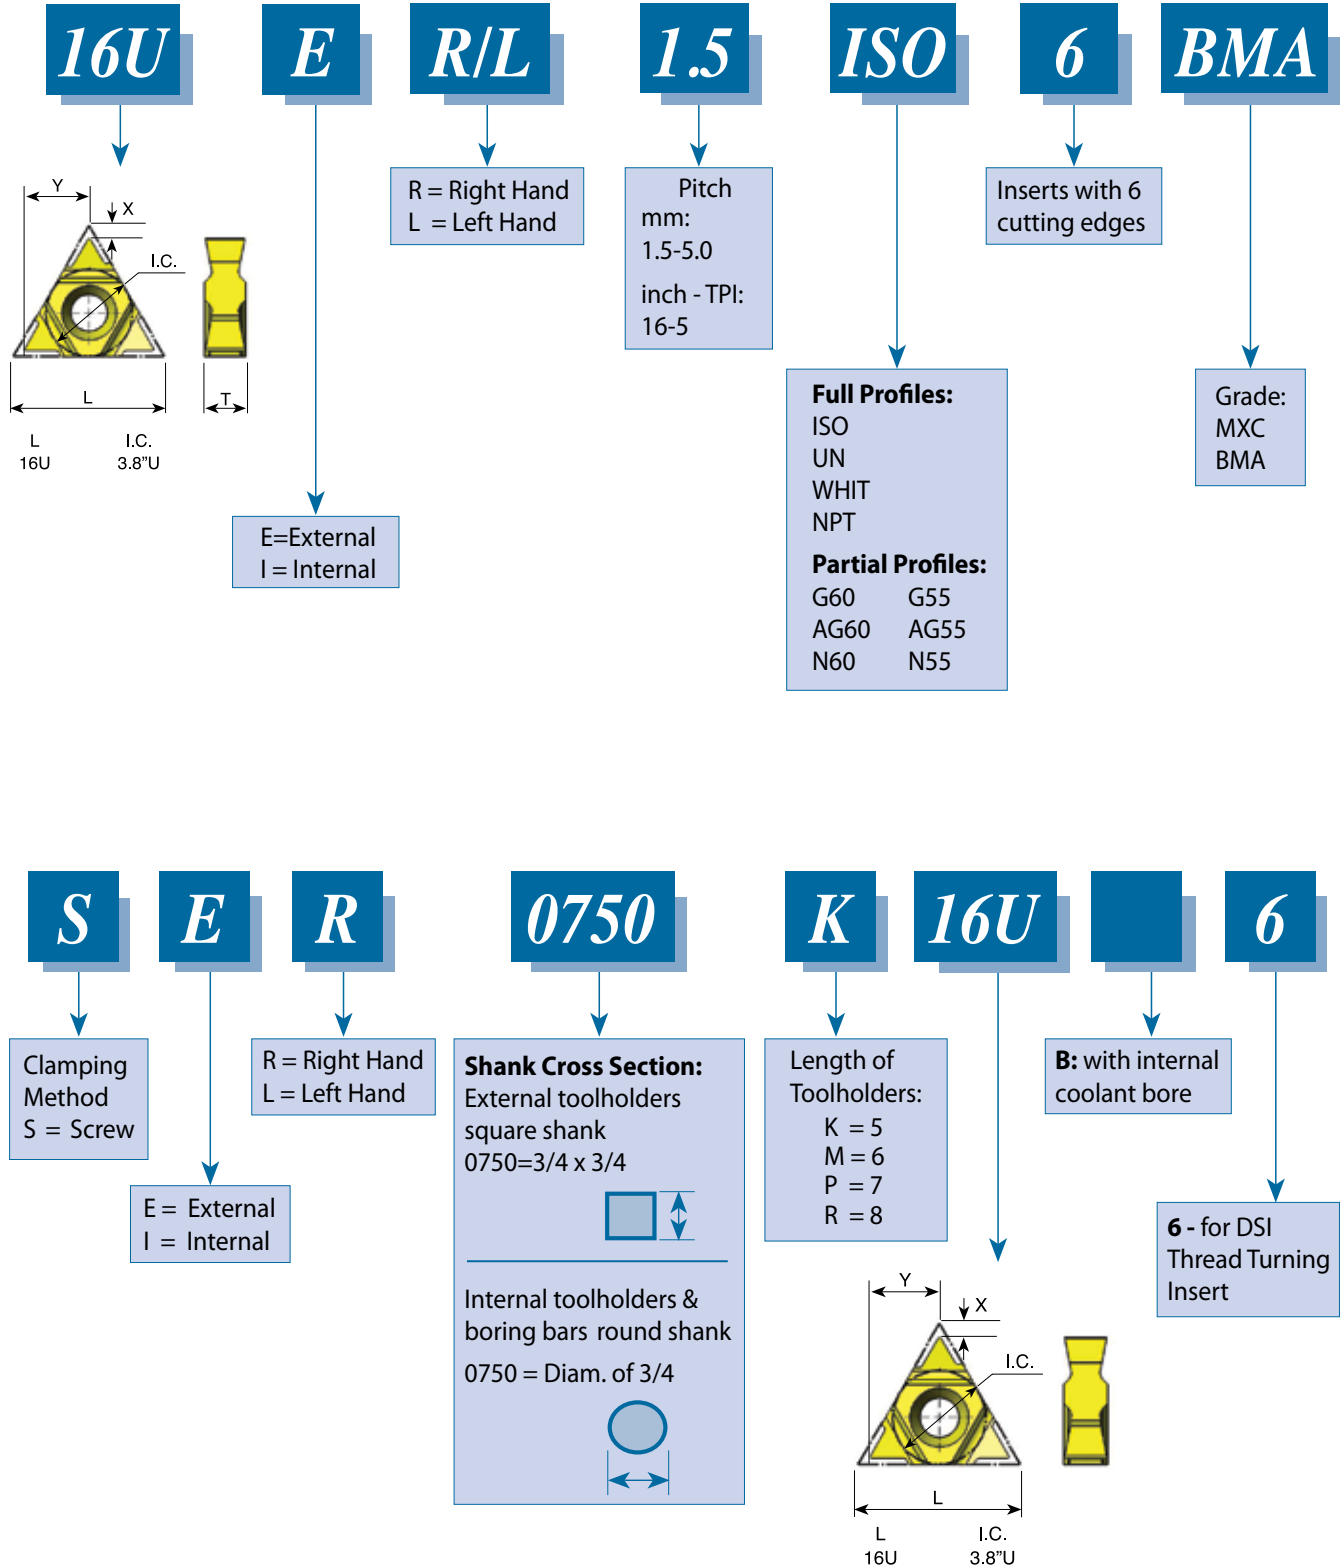 16U E R/L 1.5 ISO 6 BMA
Y
X
I.C.
L
T
L I.C.
16U 3.8"U
E=External
I = Internal
R = Right Hand
L = Left Hand
Pitch
mm:
1.5-5.0
inch - TPI:
16-5
Full Profiles:
ISO
UN
WHIT
NPT
Partial Profiles:
G60 G55
AG60 AG55
N60 N55
Inserts with 6
cutting edges
Grade:
MXC
BMA
S E R 0750 K 16U 6
Clamping
Method
S = Screw
E = External
I = Internal
R = Right Hand
L = Left Hand
Shank Cross Section:
External toolholders
square shank
0750=3/4 x 3/4
Internal toolholders &
boring bars round shank
0750 = Diam. of 3/4
Length of
Toolholders:
K = 5
M = 6
P = 7
R = 8
Y
X
I.C.
L
L I.C.
16U 3.8"U
B: with internal
coolant bore
6 - for DSI
Thread Turning
Insert